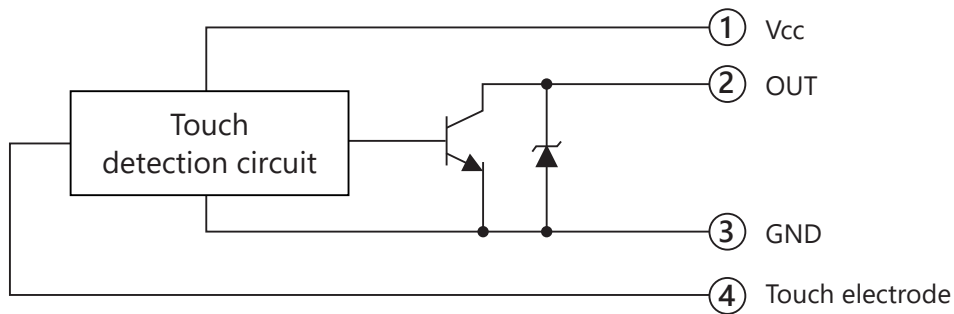 ① Vcc
② OUT
Touch
detection circuit
③ GND
④ Touch electrode